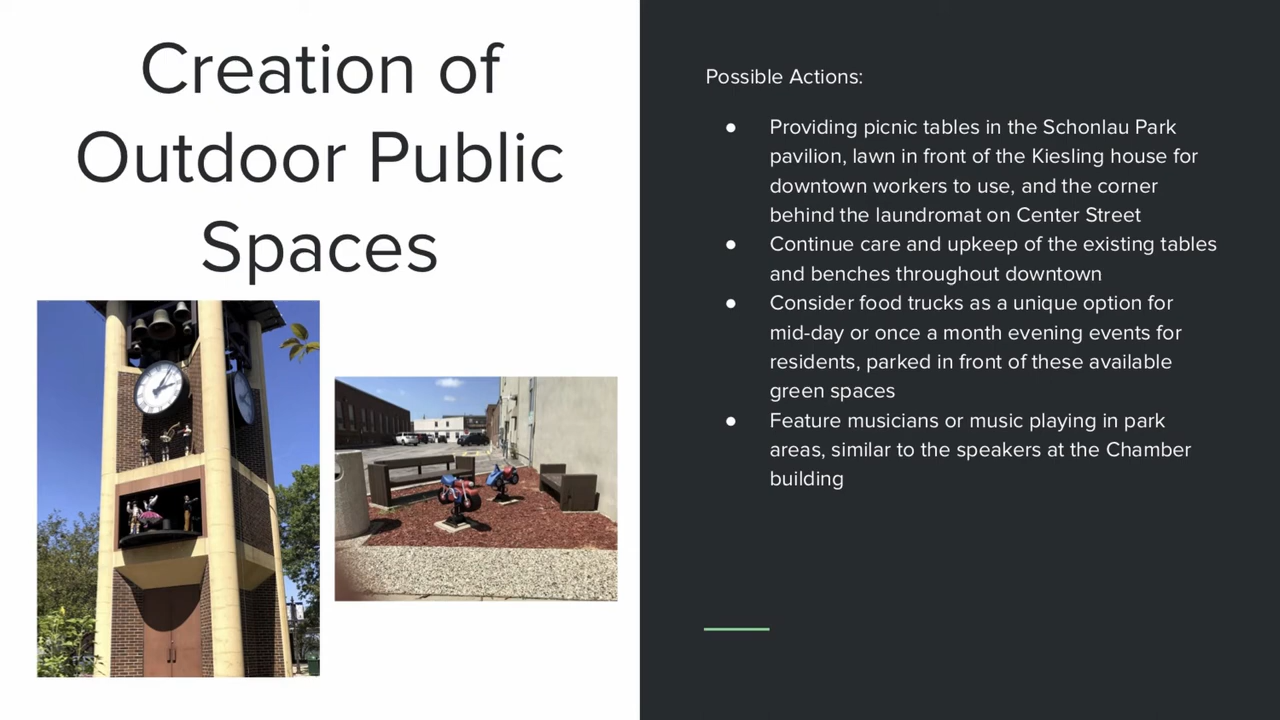 Creation of
Outdoor Public
Spaces
Possible Actions:
● Providing picnic tables in the Schonlau Park
pavilion, lawn in front of the Kiesling house for
downtown workers to use, and the corner
behind the laundromat on Center Street
● Continue care and upkeep of the existing tables
and benches throughout downtown
● Consider food trucks as a unique option for
mid-day or once a month evening events for
residents, parked in front of these available
green spaces
● Feature musicians or music playing in park
areas, similar to the speakers at the Chamber
building